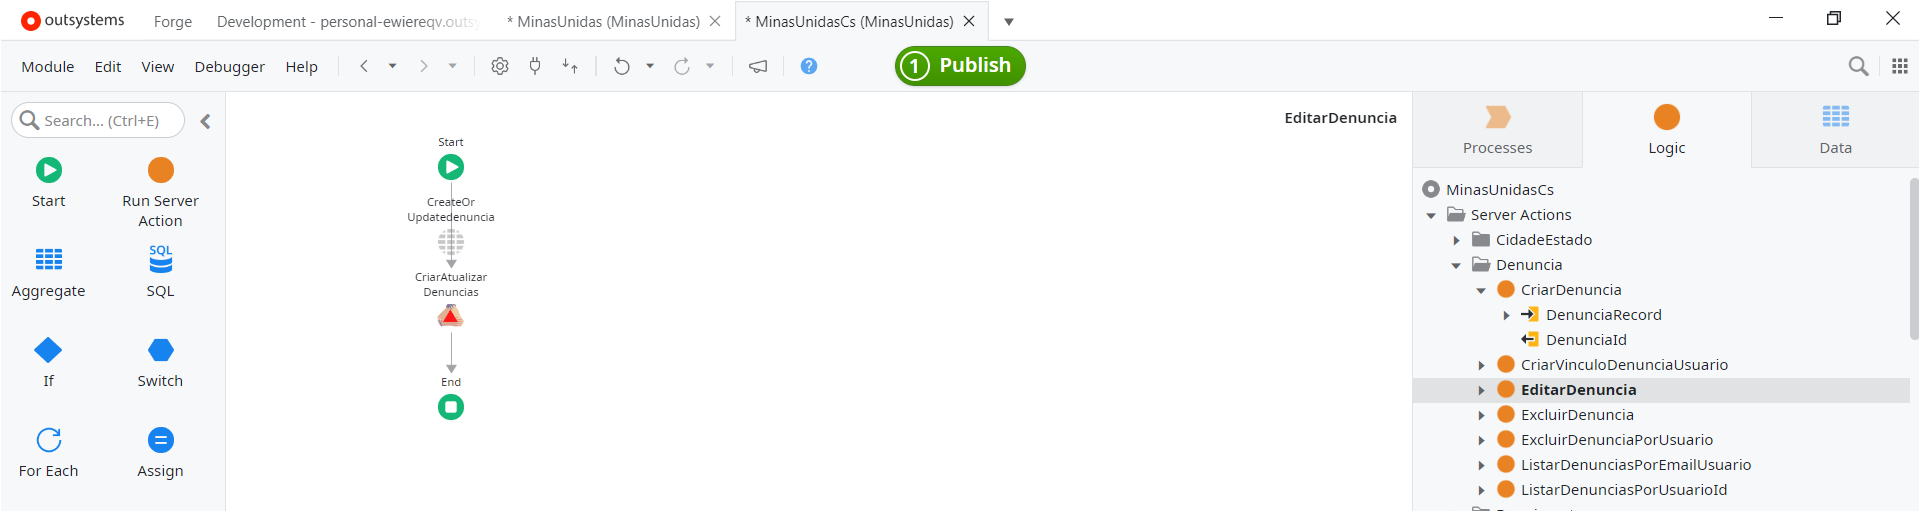 outsystems
Forge
Development - personal-ewiereqv.outsy
* MinasUnidas (MinasUnidas)
* MinasUnidasCs (MinasUnidas)
Module
Edit
View
Debugger
Help
?
1 Publish
Search... (Ctrl+E)
Start
Run Server
Action
Aggregate
SQL
SQL
If
Switch
For Each
Assign
EditarDenuncia
Start
CreateOr
Updatedenuncia
CriarAtualizar
Denuncias
End
Processes
Logic
Data
MinasUnidasCs
Server Actions
CidadeEstado
Denuncia
CriarDenuncia
DenunciaRecord
DenunciaId
CriarVinculoDenunciaUsuario
EditarDenuncia
ExcluirDenuncia
ExcluirDenunciaPorUsuario
ListarDenunciasPorEmailUsuario
ListarDenunciasPorUsuarioId